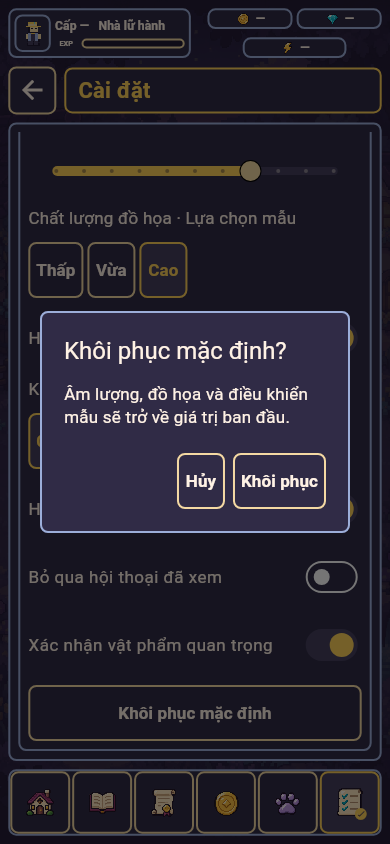 Cấp — Nhà lữ hành
EXP
—
—
—
Cài đặt
Chất lượng đồ họa · Lựa chọn mẫu
Thấp
Vừa
Cao
H
Khôi phục mặc định?
K
Âm lượng, đồ họa và điều khiển
mẫu sẽ trở về giá trị ban đầu.
Hủy
Khôi phục
H
Bỏ qua hội thoại đã xem
Xác nhận vật phẩm quan trọng
Khôi phục mặc định